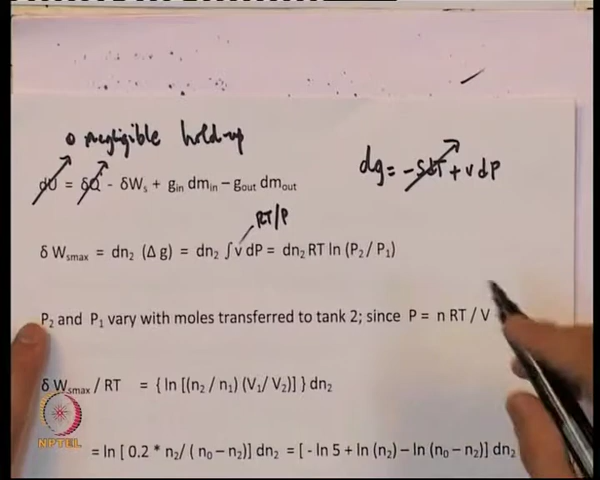 o negligible hold-up
dU = δQ - δWs + gin dmin – gout dmout
dg = -SdT + v dP
RT/P
δ Wsmax = dn2 (Δ g) = dn2 ∫v dP = dn2 RT ln (P2 / P1)
P2 and P1 vary with moles transferred to tank 2; since P = n RT / V
δ Wsmax / RT = { ln [(n2 / n1) (V1/ V2)] } dn2
= ln [ 0.2 * n2/ ( n0 – n2)] dn2 = [ - ln 5 + ln (n2) – ln (n0 – n2)] dn2
NPTEL